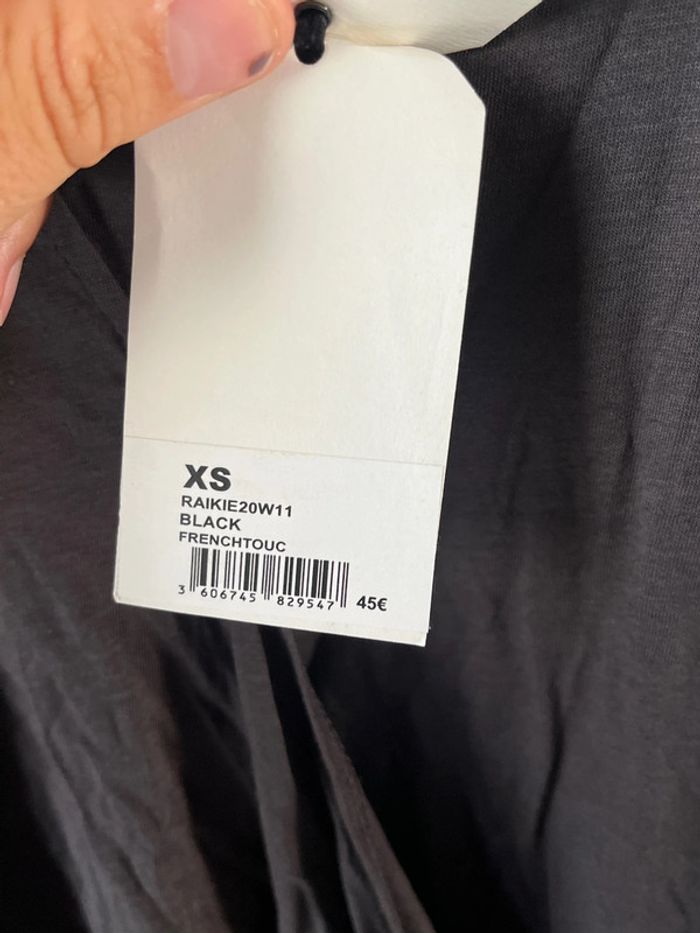 XS
RAIKIE20W11
BLACK
FRENCHTOUC
3 606745 829547 45€